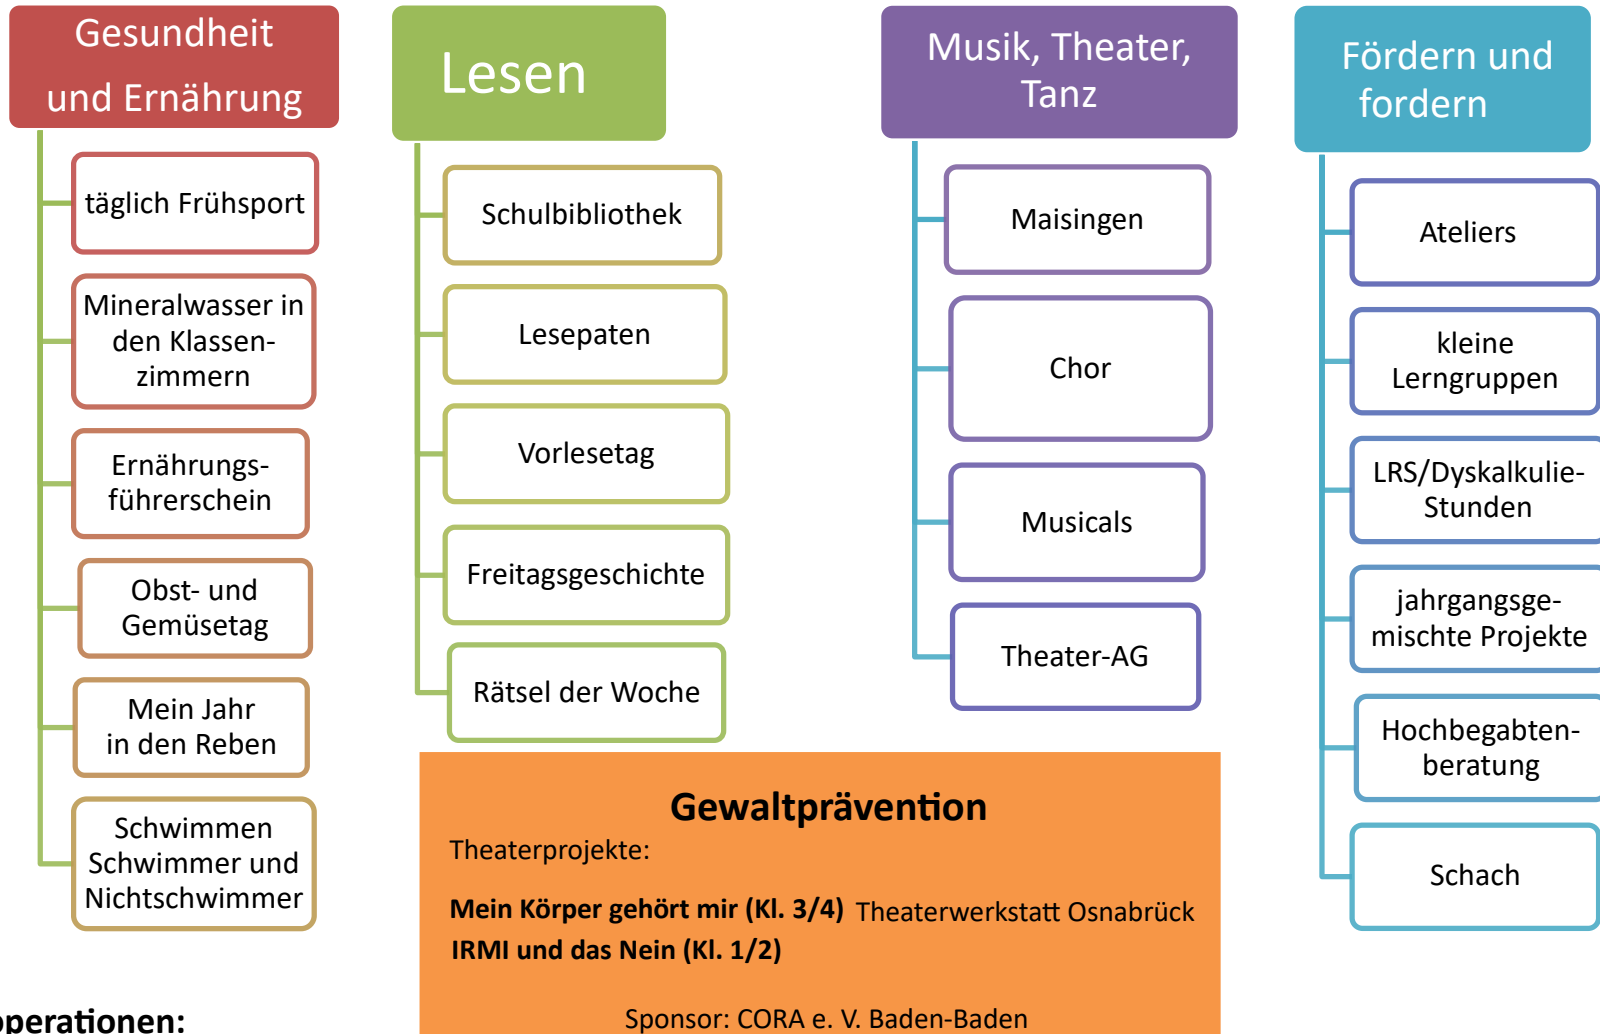 Gesundheit
und Ernährung
täglich Frühsport
Mineralwasser in
den Klassen-
zimmern
Ernährungs-
führerschein
Obst- und
Gemüsetag
Mein Jahr
in den Reben
Schwimmen
Schwimmer und
Nichtschwimmer
Lesen
Schulbibliothek
Lesepaten
Vorlesetag
Freitagsgeschichte
Rätsel der Woche
Musik, Theater,
Tanz
Maisingen
Chor
Musicals
Theater-AG
Fördern und
fordern
Ateliers
kleine
Lerngruppen
LRS/Dyskalkulie-
Stunden
jahrgangsge-
mischte Projekte
Hochbegabten-
beratung
Schach
Gewaltprävention
Theaterprojekte:
Mein Körper gehört mir (Kl. 3/4) Theaterwerkstatt Osnabrück
IRMI und das Nein (Kl. 1/2)
Sponsor: CORA e. V. Baden-Baden
operationen: